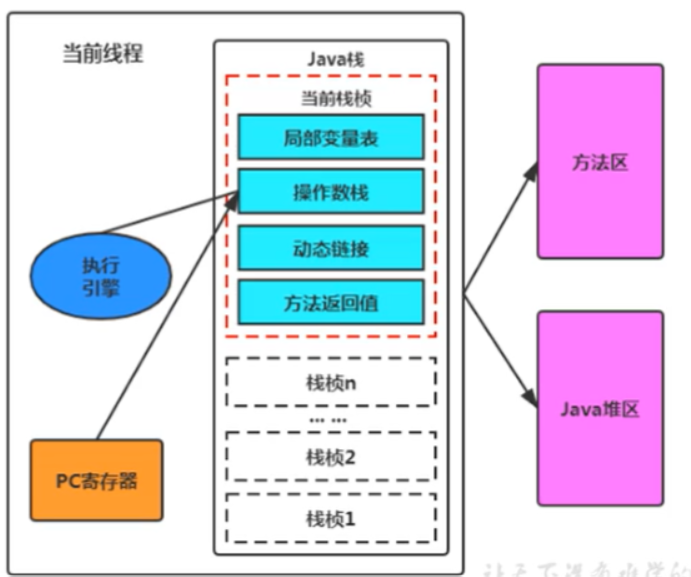 当前线程
Java栈
当前栈桢
局部变量表
操作数栈
动态链接
方法返回值
执行
引擎
PC寄存器
栈桢n
... ...
栈桢2
栈桢1
方法区
Java堆区